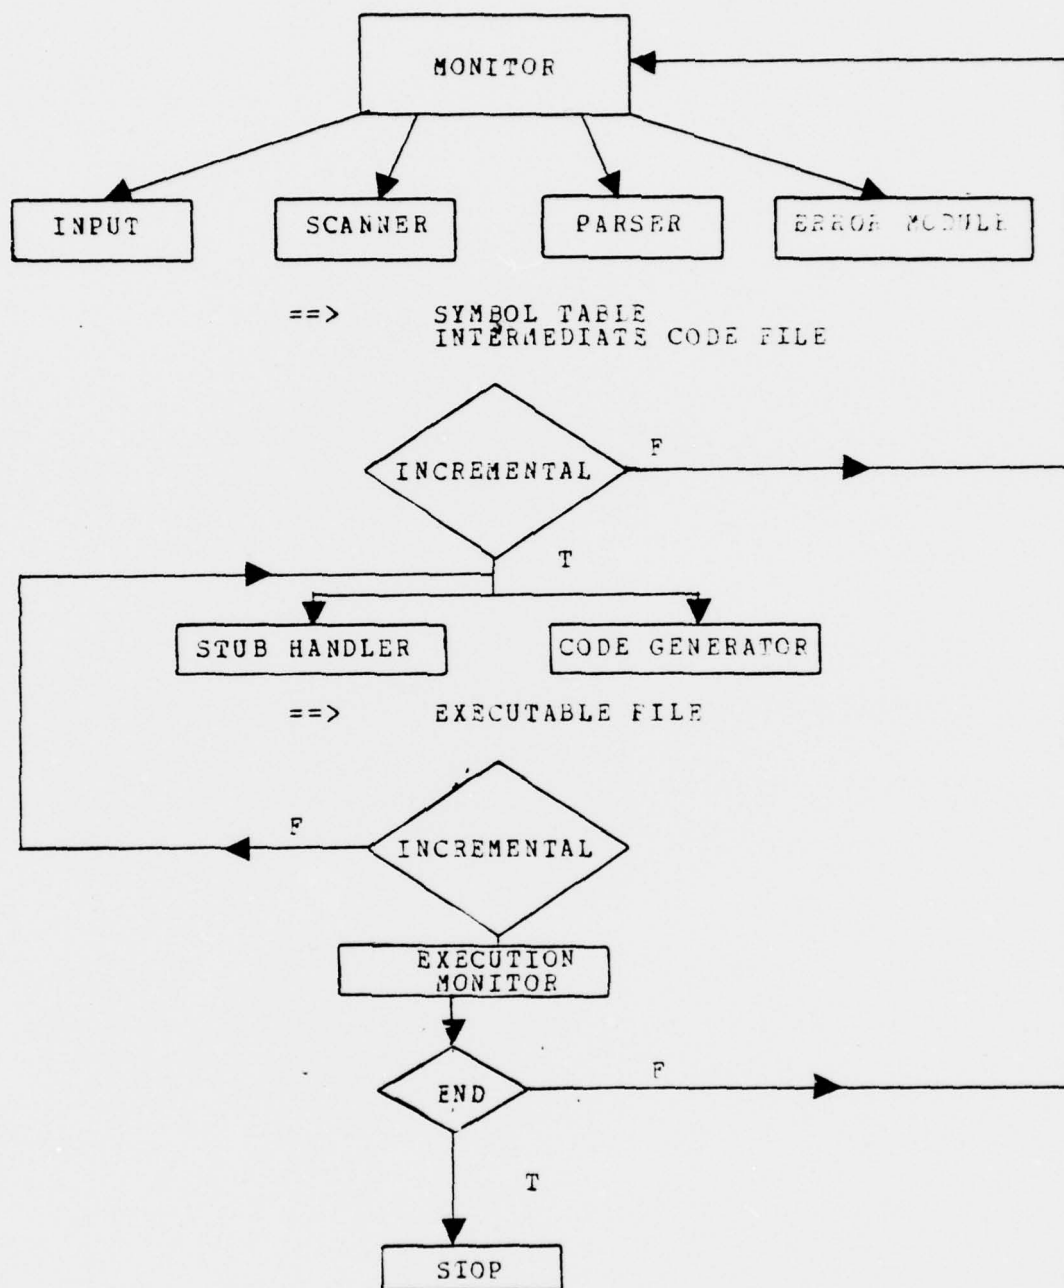 MONITOR
INPUT
SCANNER
PARSER
ERROR MODULE
==> SYMBOL TABLE
INTERMEDIATE CODE FILE
INCREMENTAL
F
T
STUB HANDLER
CODE GENERATOR
==> EXECUTABLE FILE
F
INCREMENTAL
EXECUTION
MONITOR
END
F
T
STOP